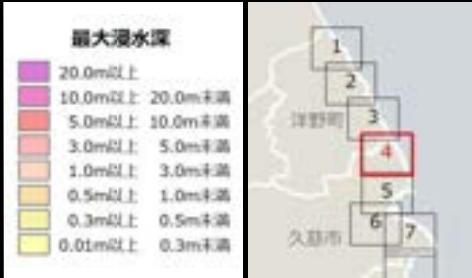 最大浸水深
20.0m以上
10.0m以上 20.0m未満
5.0m以上 10.0m未満
3.0m以上 5.0m未満
1.0m以上 3.0m未満
0.5m以上 1.0m未満
0.3m以上 0.5m未満
0.01m以上 0.3m未満
1
2
3
洋野町
4
5
6
7
久慈市